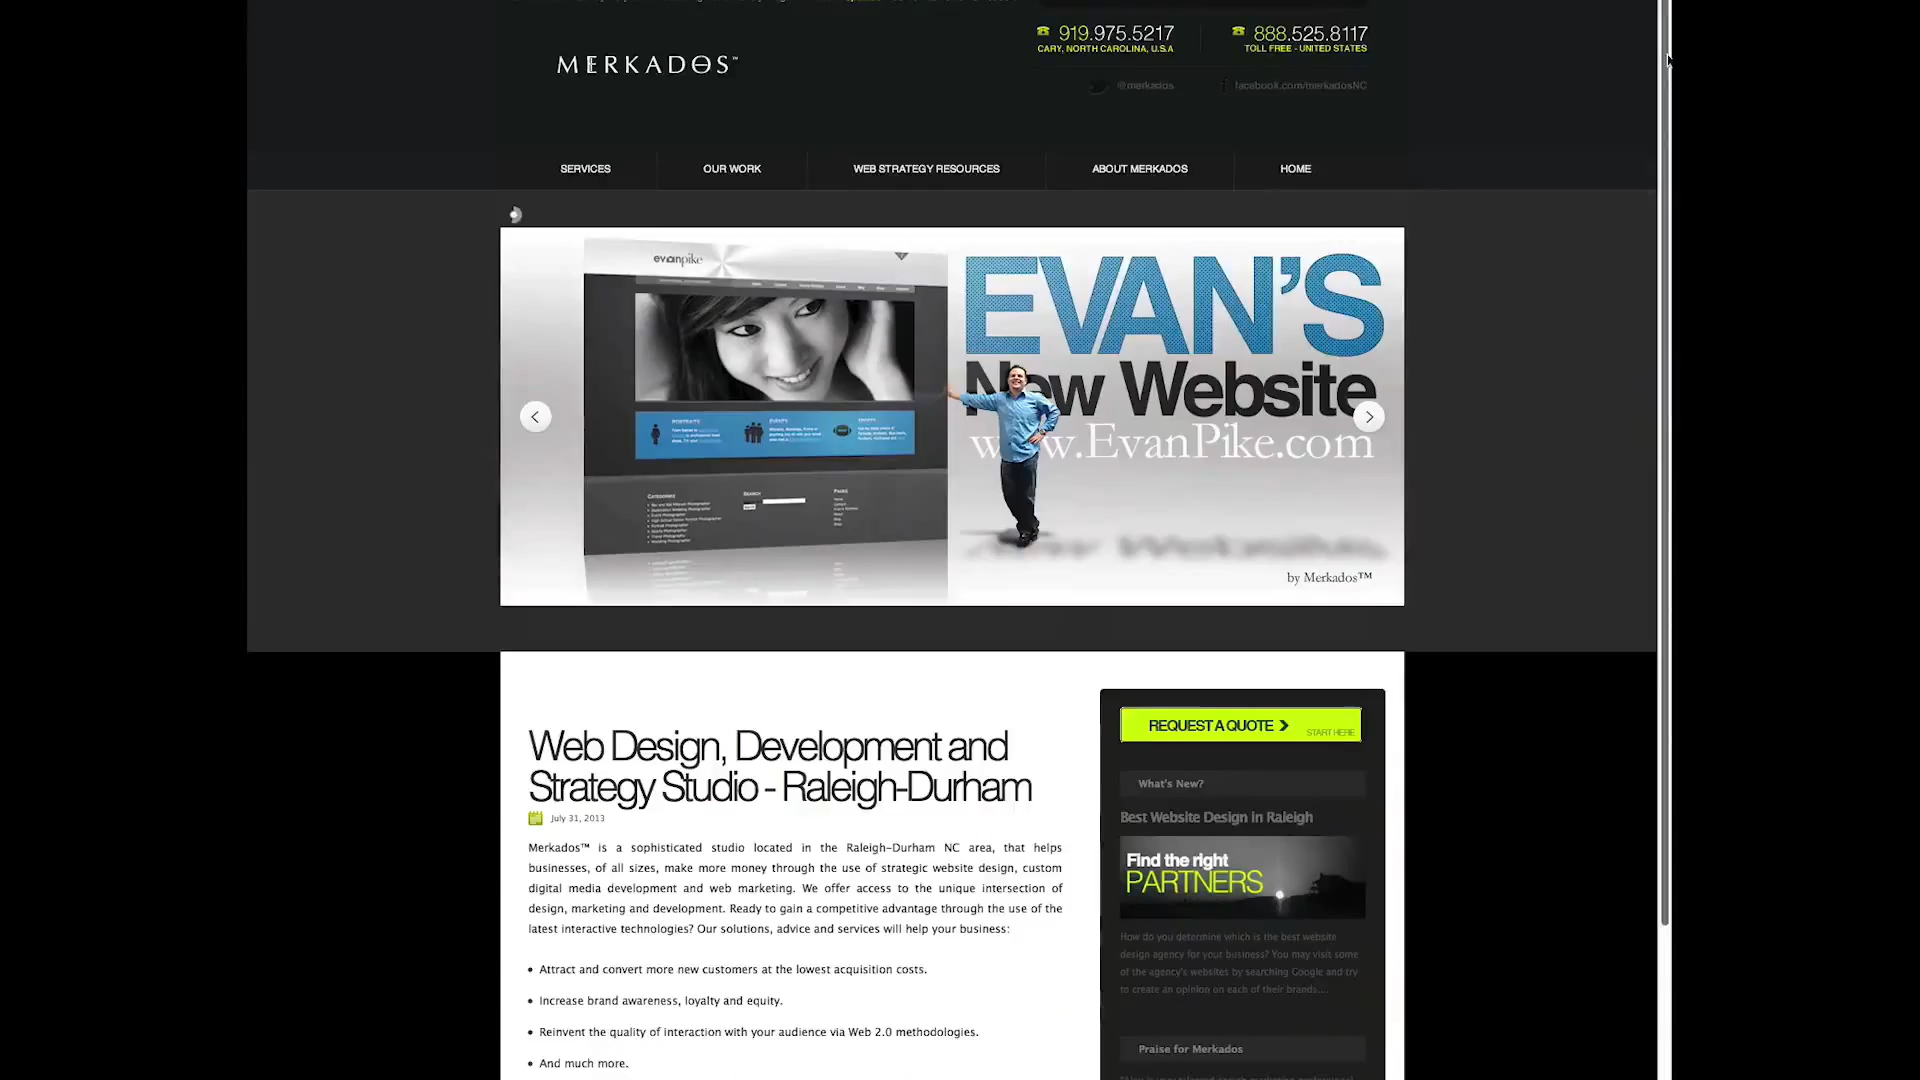 919.975.5217
CARY, NORTH CAROLINA, U.S.A
888.525.8117
TOLL FREE - UNITED STATES
MERKADOS™
@merkados
facebook.com/merkadosNC
SERVICES
OUR WORK
WEB STRATEGY RESOURCES
ABOUT MERKADOS
HOME
evanpike
EVAN'S
New Website
www.EvanPike.com
PORTRAITS
EVENTS
SPORTS
CATEGORIES
SEARCH
PAGES
by Merkados™
Web Design, Development and
Strategy Studio - Raleigh-Durham
July 31, 2013
Merkados™ is a sophisticated studio located in the Raleigh-Durham NC area, that helps
businesses, of all sizes, make more money through the use of strategic website design, custom
digital media development and web marketing. We offer access to the unique intersection of
design, marketing and development. Ready to gain a competitive advantage through the use of the
latest interactive technologies? Our solutions, advice and services will help your business:
• Attract and convert more new customers at the lowest acquisition costs.
• Increase brand awareness, loyalty and equity.
• Reinvent the quality of interaction with your audience via Web 2.0 methodologies.
• And much more.
REQUEST A QUOTE
START HERE
What's New?
Best Website Design in Raleigh
Find the right
PARTNERS
How do you determine which is the best website
design agency for your business? You may visit some
of the agency's websites by searching Google and try
to create an opinion on each of their brands....
Praise for Merkados